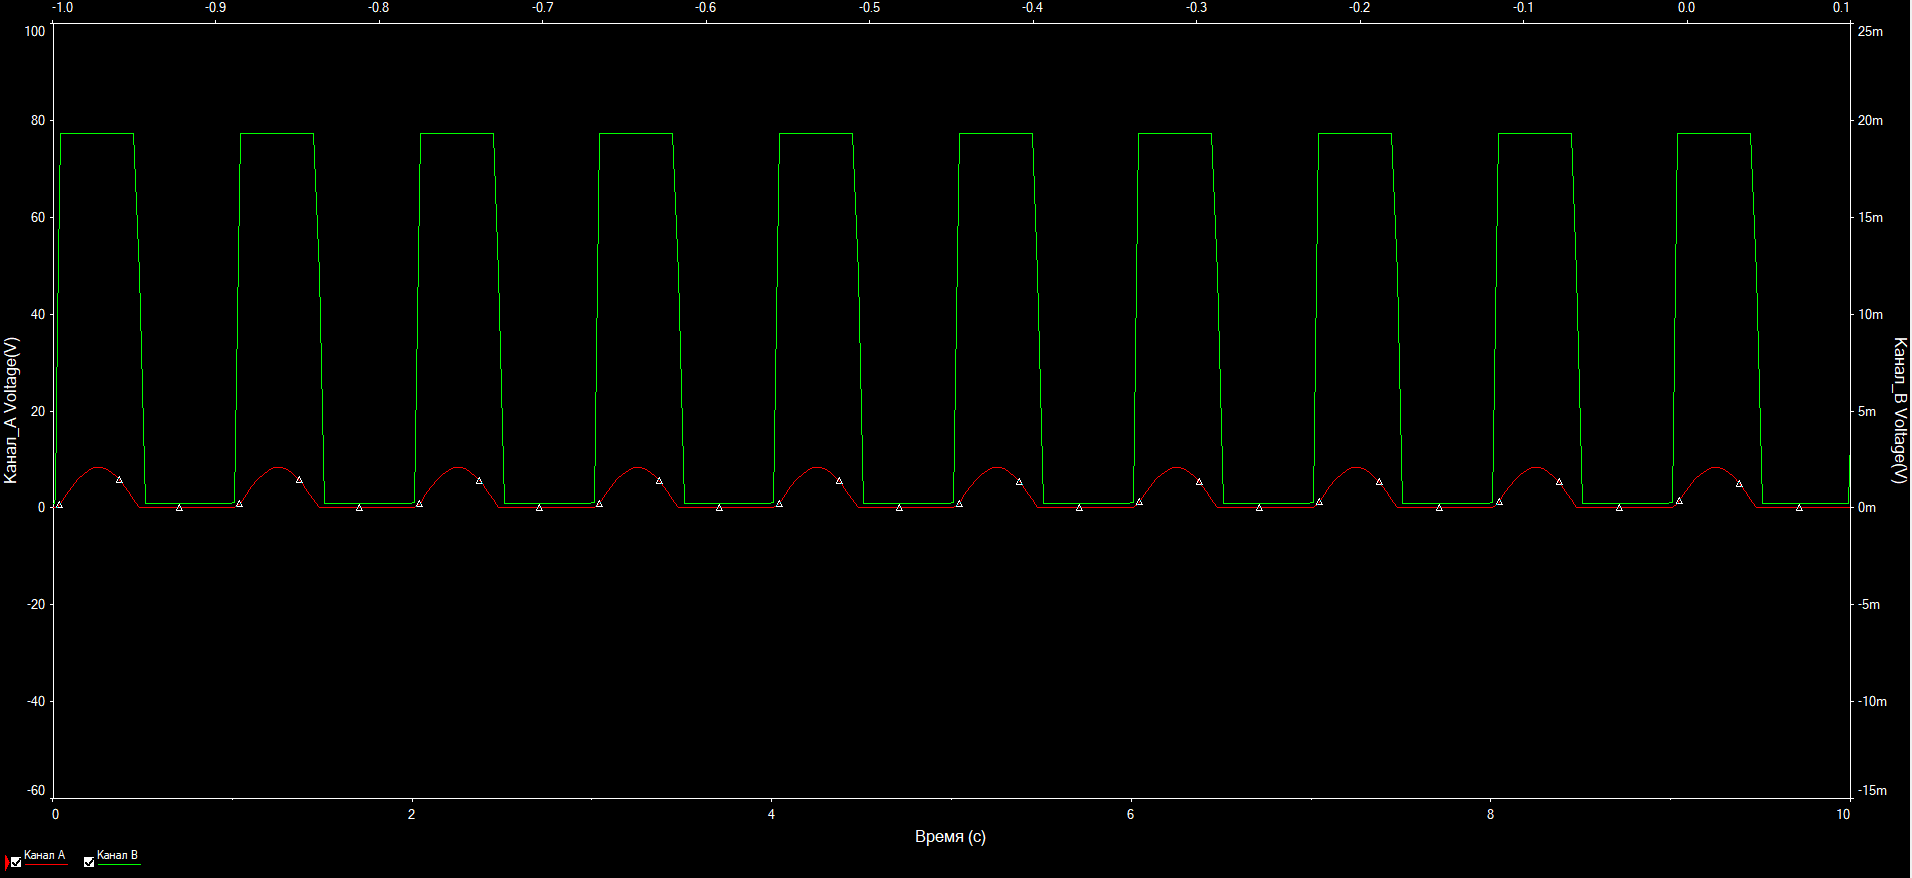 -1.0 -0.9 -0.8 -0.7 -0.6 -0.5 -0.4 -0.3 -0.2 -0.1 0.0 0.1
100 25m
80 20m
60 15m
40 10m
20 5m
0 0m
-20 -5m
-40 -10m
-60 -15m
Канал_A Voltage(V)
Канал_B Voltage(V)
0 2 4 6 8 10
Время (с)
Канал A Канал B